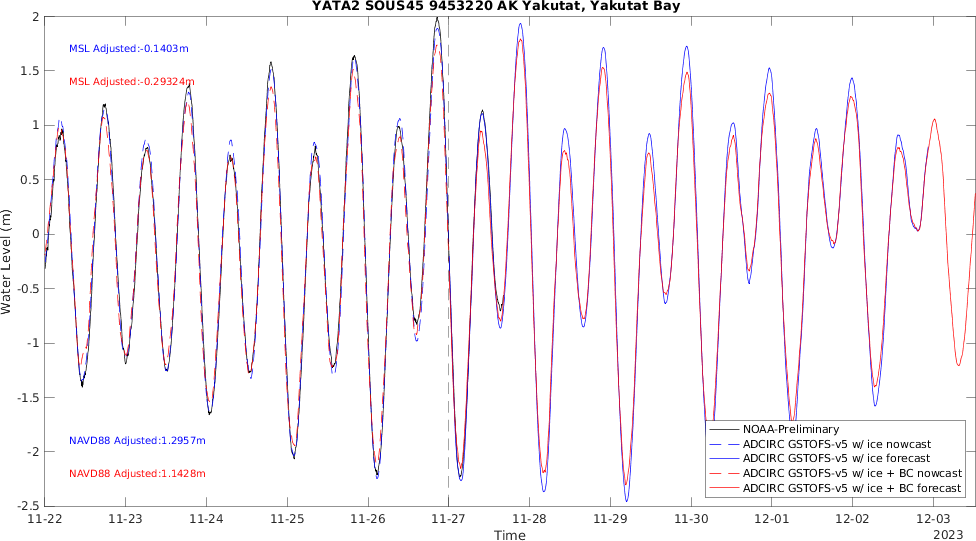 YATA2 SOUS45 9453220 AK Yakutat, Yakutat Bay
2
1.5
1
0.5
0
-0.5
-1
-1.5
-2
-2.5
Water Level (m)
MSL Adjusted:-0.1403m
MSL Adjusted:-0.29324m
NAVD88 Adjusted:1.2957m
NAVD88 Adjusted:1.1428m
NOAA-Preliminary
ADCIRC GSTOFS-v5 w/ ice nowcast
ADCIRC GSTOFS-v5 w/ ice forecast
ADCIRC GSTOFS-v5 w/ ice + BC nowcast
ADCIRC GSTOFS-v5 w/ ice + BC forecast
11-22 11-23 11-24 11-25 11-26 11-27 11-28 11-29 11-30 12-01 12-02 12-03
2023
Time